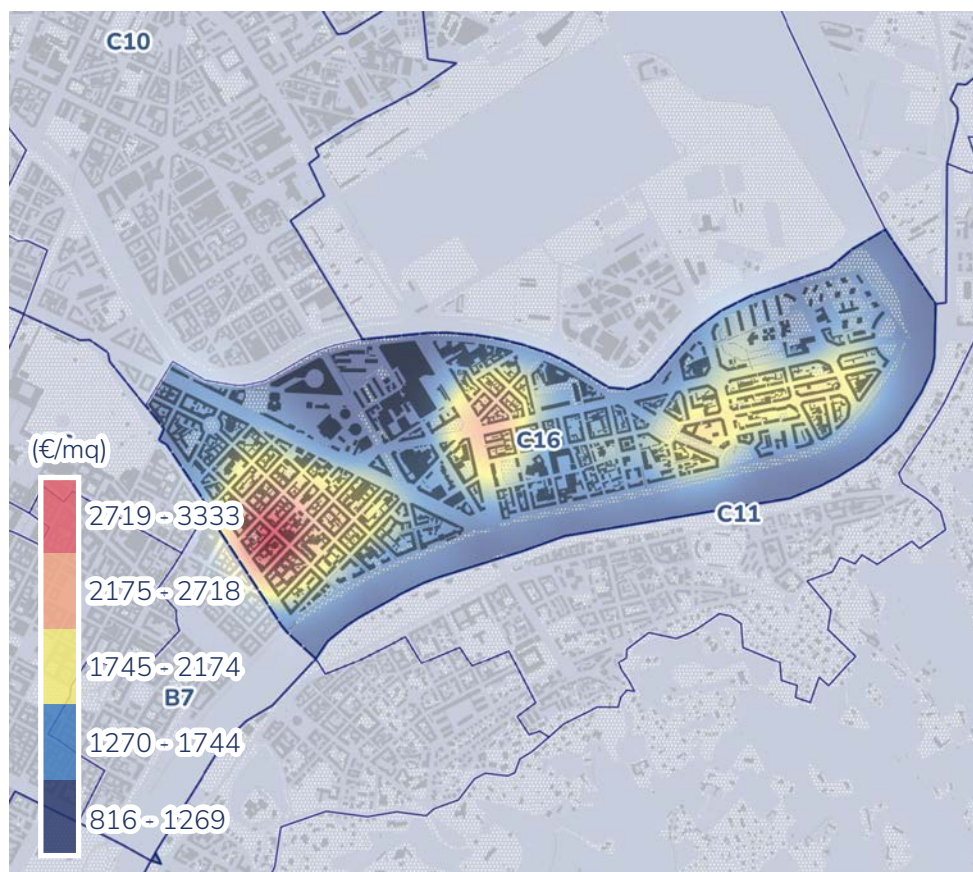 C10
C16
(€/mq)
C11
2719 - 3333
2175 - 2718
1745 - 2174
B7
1270 - 1744
816 - 1269